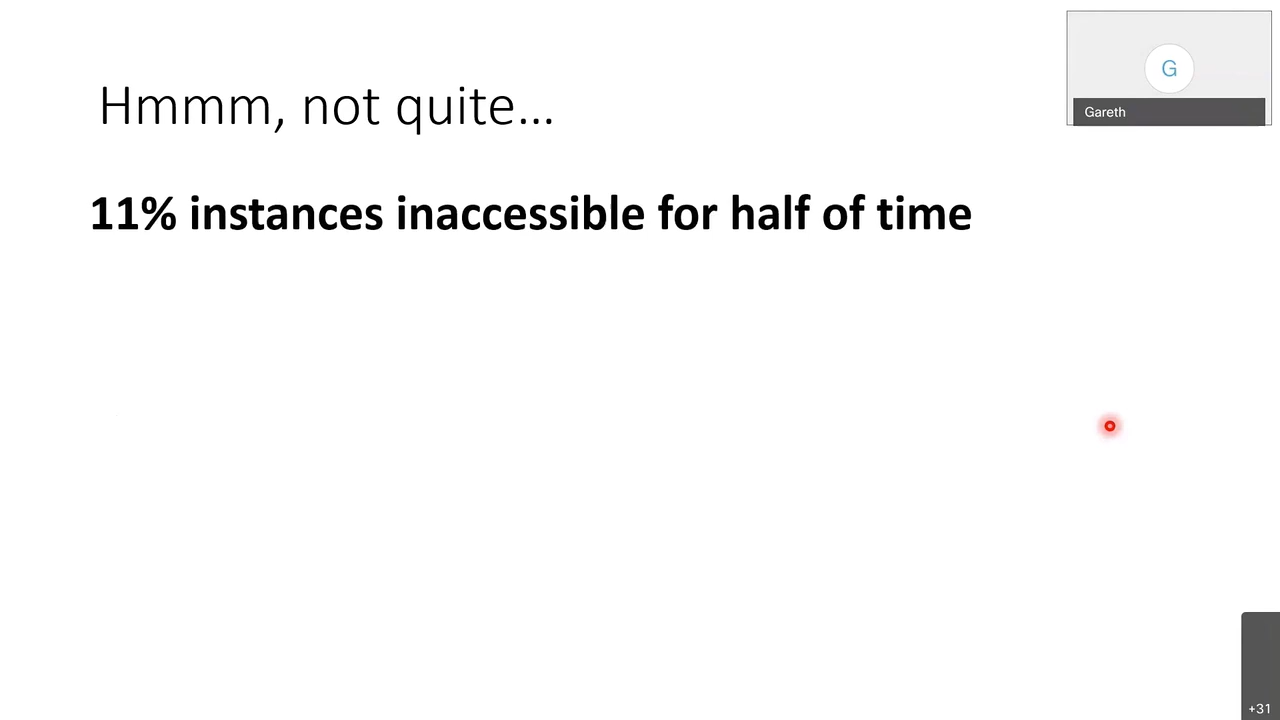 Hmmm, not quite...
11% instances inaccessible for half of time
G
Gareth
+31